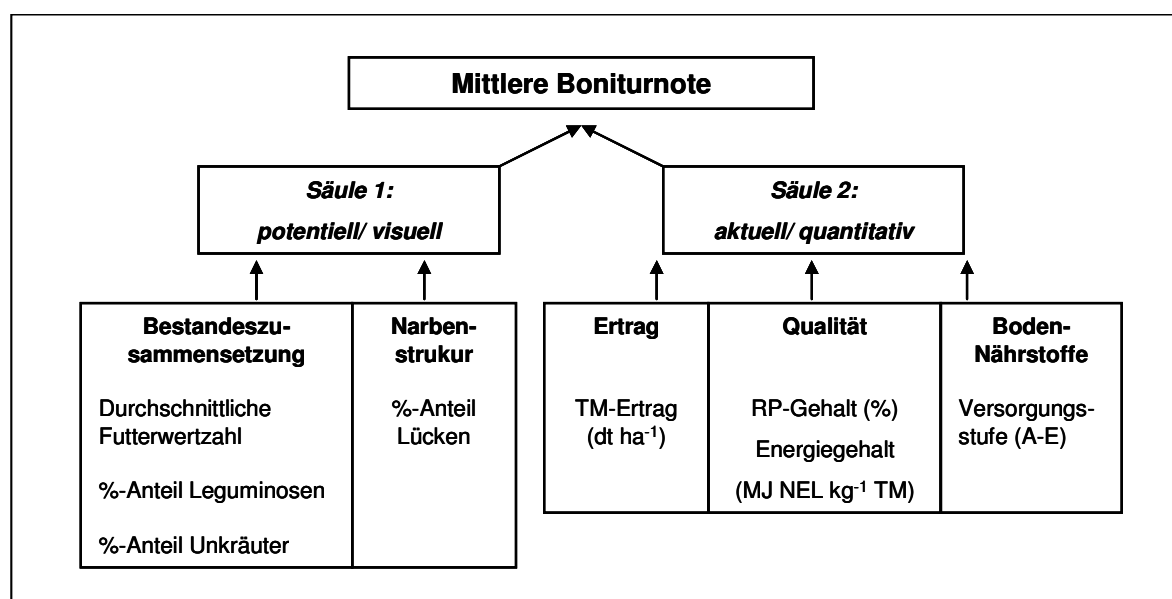 Mittlere Boniturnote
Säule 1:
potentiell/ visuell
Säule 2:
aktuell/ quantitativ
Bestandeszu-
sammensetzung
Durchschnittliche
Futterwertzahl
%-Anteil Leguminosen
%-Anteil Unkräuter
Narben-
strukur
%-Anteil
Lücken
Ertrag
TM-Ertrag
(dt ha⁻¹)
Qualität
RP-Gehalt (%)
Energiegehalt
(MJ NEL kg⁻¹ TM)
Boden-
Nährstoffe
Versorgungs-
stufe (A-E)